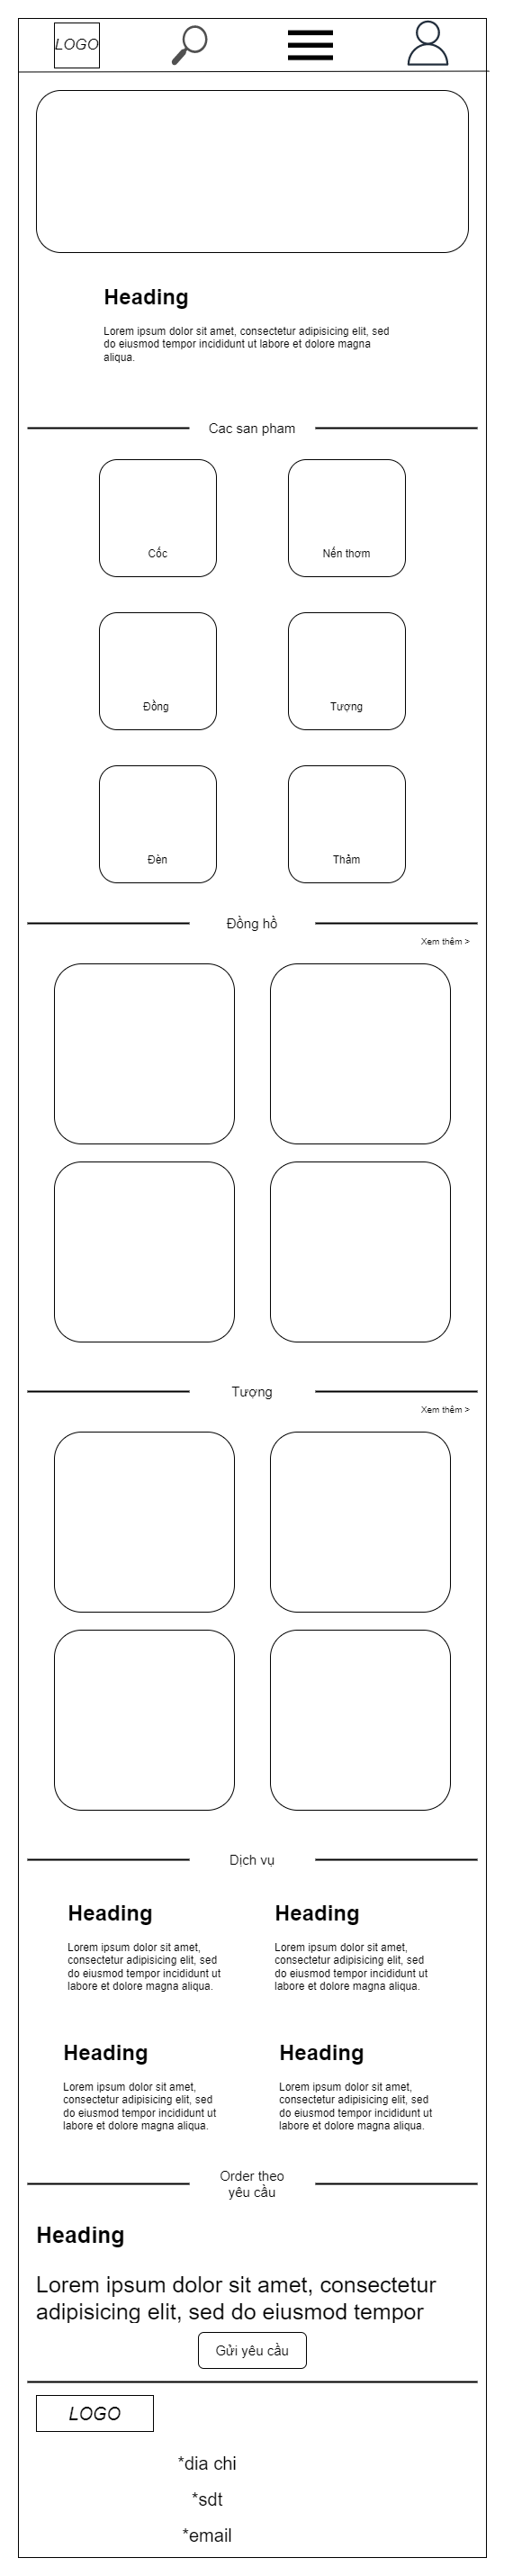 LOGO
Heading
Lorem ipsum dolor sit amet, consectetur adipisicing elit, sed
do eiusmod tempor incididunt ut labore et dolore magna
aliqua.
Cac san pham
Cốc
Nến thơm
Đồng
Tượng
Đèn
Thảm
Đồng hồ
Xem thêm >
Tượng
Xem thêm >
Dịch vụ
Heading
Lorem ipsum dolor sit amet,
consectetur adipisicing elit, sed
do eiusmod tempor incididunt ut
labore et dolore magna aliqua.
Heading
Lorem ipsum dolor sit amet,
consectetur adipisicing elit, sed
do eiusmod tempor incididunt ut
labore et dolore magna aliqua.
Heading
Lorem ipsum dolor sit amet,
consectetur adipisicing elit, sed
do eiusmod tempor incididunt ut
labore et dolore magna aliqua.
Heading
Lorem ipsum dolor sit amet,
consectetur adipisicing elit, sed
do eiusmod tempor incididunt ut
labore et dolore magna aliqua.
Order theo
yêu cầu
Heading
Lorem ipsum dolor sit amet, consectetur
adipisicing elit, sed do eiusmod tempor
Gửi yêu cầu
LOGO
*dia chi
*sdt
*email